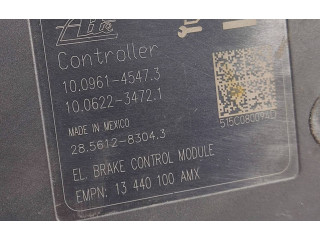 Ate
Controller
10.0961-4547.3
10.0622-3472.1
MADE IN MEXICO
28.5612-8304.3
EL. BRAKE CONTROL MODULE
EMPN: 13 440 100 AMX